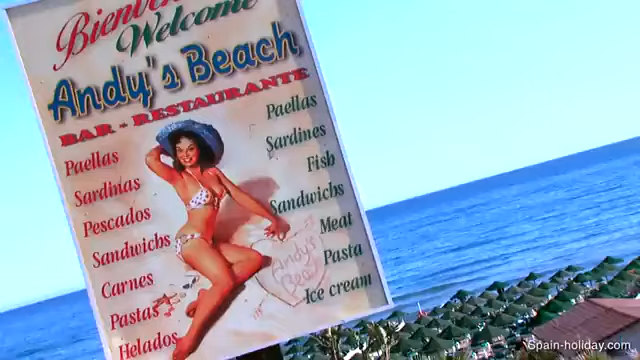 Bienvenidos
Welcome
Andy's Beach
BAR - RESTAURANTE
Paellas
Sardinas
Pescados
Sandwichs
Carnes
Pastas
Helados
Paellas
Sardines
Fish
Sandwichs
Meat
Pasta
Ice cream
Andy's
Beach
Spain-holiday.com